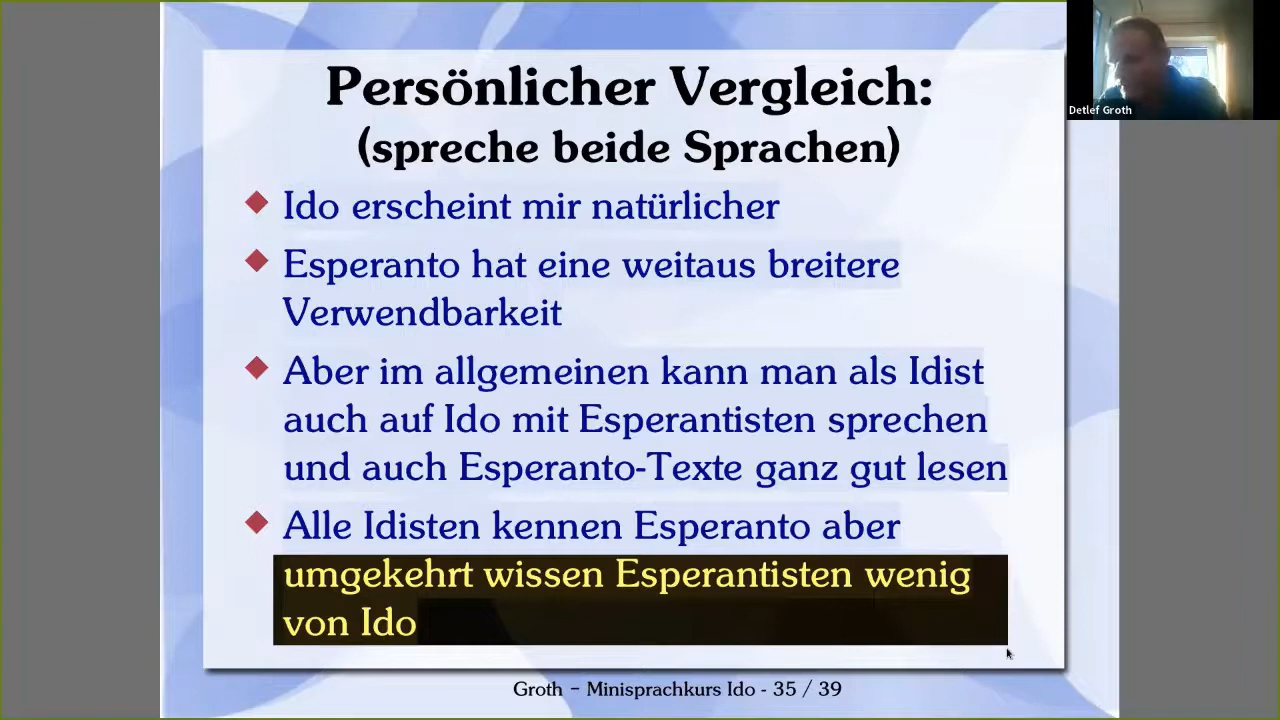 Persönlicher Vergleich:
(spreche beide Sprachen)
Ido erscheint mir natürlicher
Esperanto hat eine weitaus breitere
Verwendbarkeit
Aber im allgemeinen kann man als Idist
auch auf Ido mit Esperantisten sprechen
und auch Esperanto-Texte ganz gut lesen
Alle Idisten kennen Esperanto aber
umgekehrt wissen Esperantisten wenig
von Ido
Groth - Minisprachkurs Ido - 35 / 39
Detlef Groth